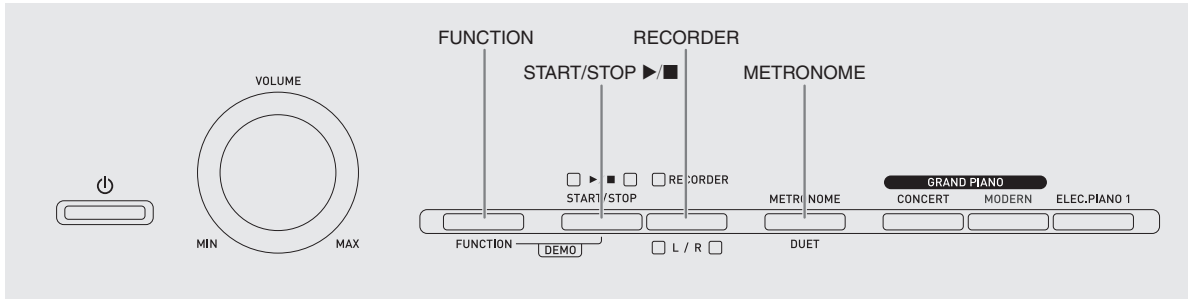 FUNCTION RECORDER
START/STOP ▶/■ METRONOME
VOLUME
MIN MAX
▶/■ RECORDER
START/STOP METRONOME
GRAND PIANO
CONCERT MODERN ELEC.PIANO 1
FUNCTION DEMO L / R DUET